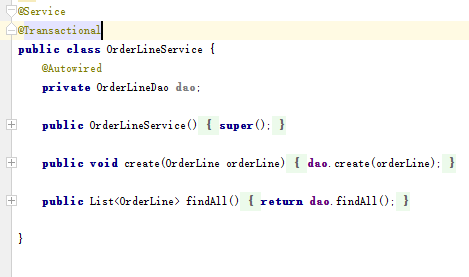 @Service
@Transactional
public class OrderLineService {
@Autowired
private OrderLineDao dao;
public OrderLineService() { super(); }
public void create(OrderLine orderLine) { dao.create(orderLine); }
public List<OrderLine> findAll() { return dao.findAll(); }
}